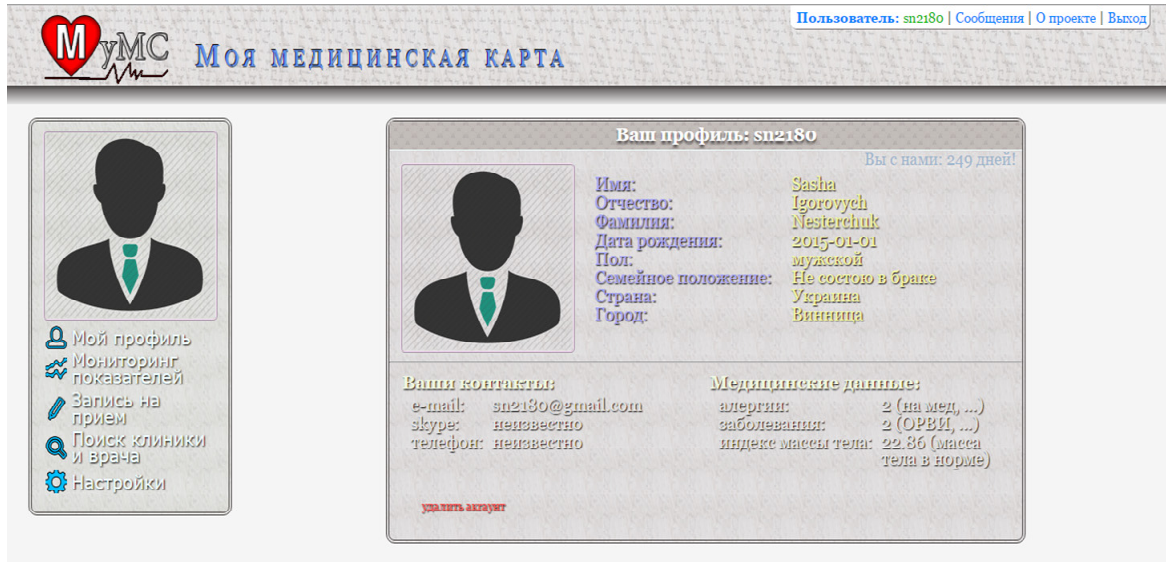 Пользователь: sn2180 | Сообщения | О проекте | Выход
MyMC Моя медицинская карта
Мой профиль
Мониторинг
показателей
Запись на
прием
Поиск клиники
и врача
Настройки
Ваш профиль: sn2180
Вы с нами: 249 дней!
Имя: Sasha
Отчество: Igorovych
Фамилия: Nesterchuk
Дата рождения: 2015-01-01
Пол: мужской
Семейное положение: Не состою в браке
Страна: Украина
Город: Винница
Ваши контакты:
e-mail: sn2180@gmail.com
skype: неизвестно
телефон: неизвестно
Медицинские данные:
алергии: 2 (на мед, ...)
заболевания: 2 (ОРВИ, ...)
индекс массы тела: 22.86 (масса
тела в норме)
удалить акаунт